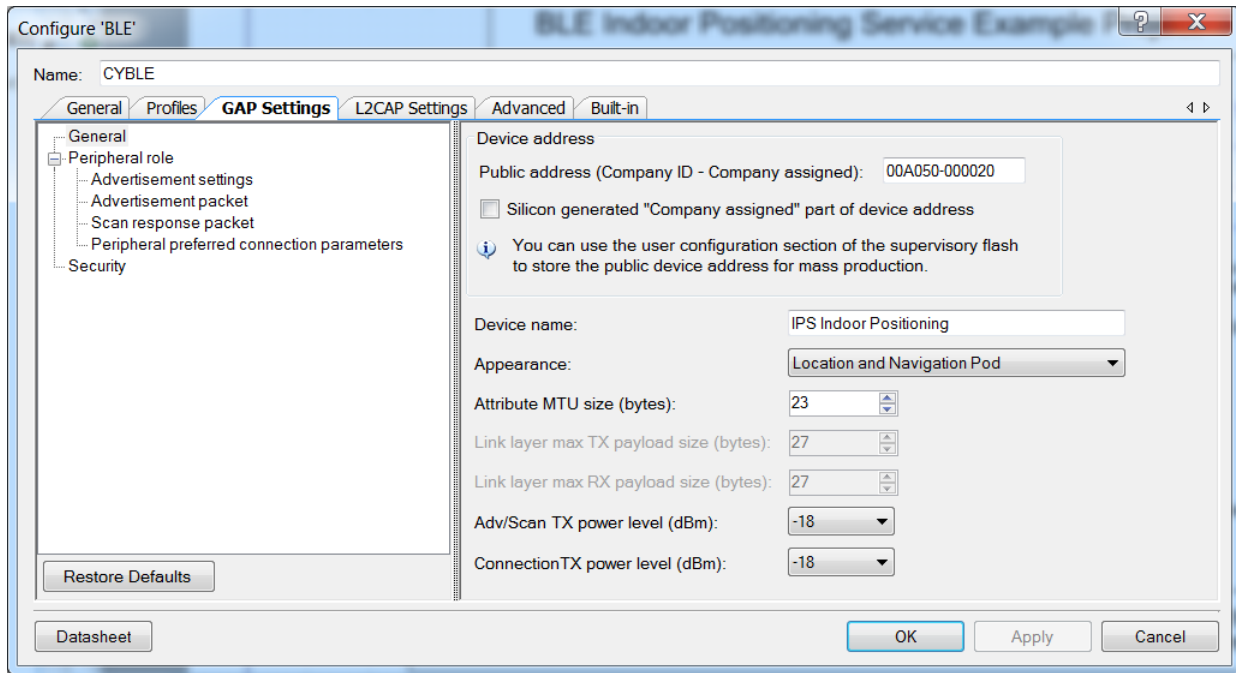 BLE Indoor Positioning Service Example
Configure 'BLE'
Name: CYBLE
General Profiles GAP Settings L2CAP Settings Advanced Built-in
General
Peripheral role
Advertisement settings
Advertisement packet
Scan response packet
Peripheral preferred connection parameters
Security
Restore Defaults
Device address
Public address (Company ID - Company assigned): 00A050-000020
Silicon generated "Company assigned" part of device address
You can use the user configuration section of the supervisory flash
to store the public device address for mass production.
Device name: IPS Indoor Positioning
Appearance: Location and Navigation Pod
Attribute MTU size (bytes): 23
Link layer max TX payload size (bytes): 27
Link layer max RX payload size (bytes): 27
Adv/Scan TX power level (dBm): -18
ConnectionTX power level (dBm): -18
Datasheet OK Apply Cancel